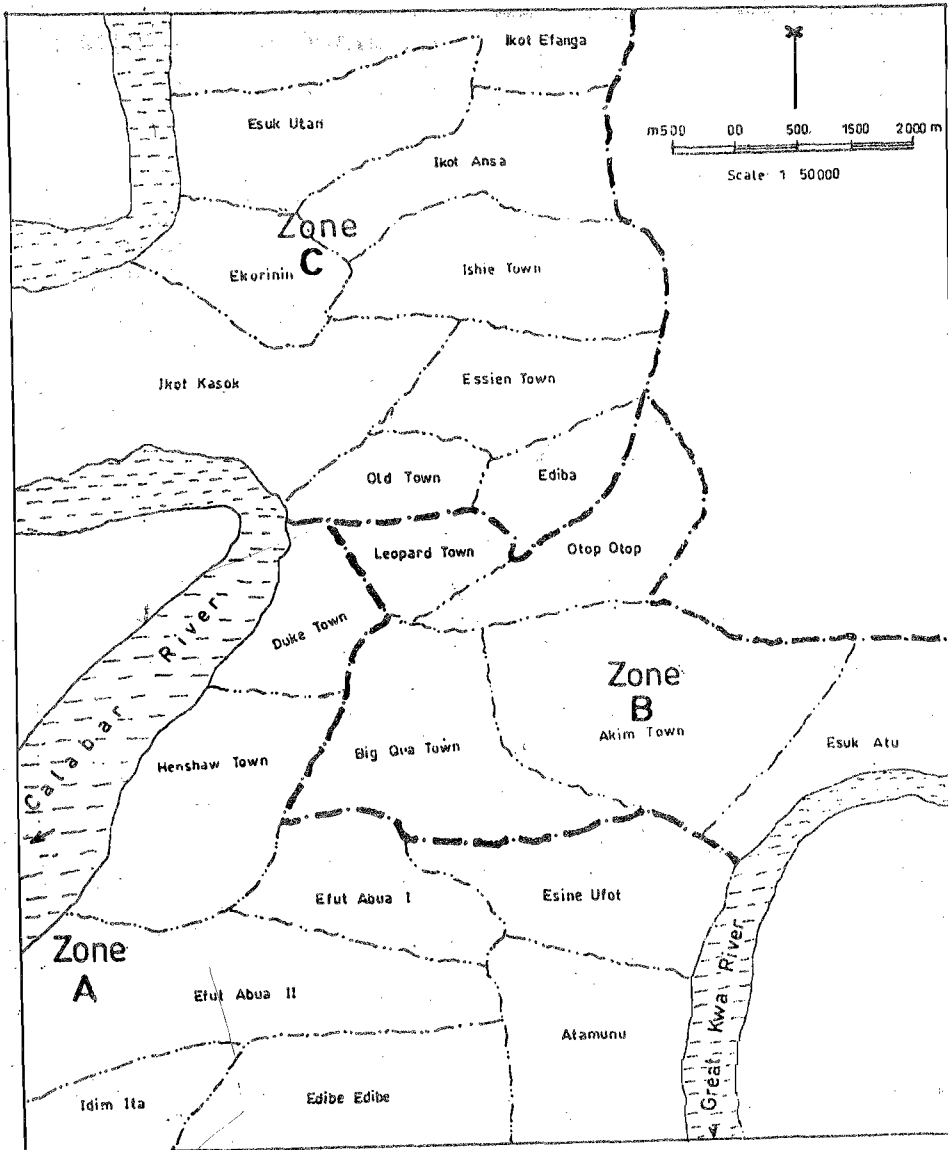 Ikot Efanga
m500 00 500 1500 2000 m
Scale 1 50000
Esuk Utan
Ikot Ansa
Zone
C
Ekorinin
Ishie Town
Ikot Kasok
Essien Town
Old Town
Ediba
Leopard Town
Otop Otop
Duke Town
Calabar River
Zone
B
Akim Town
Big Qua Town
Esuk Atu
Henshaw Town
Efut Abua I
Esine Ufot
Zone
A
Efut Abua II
Great Kwa River
Atamunu
Idim Ita
Edibe Edibe